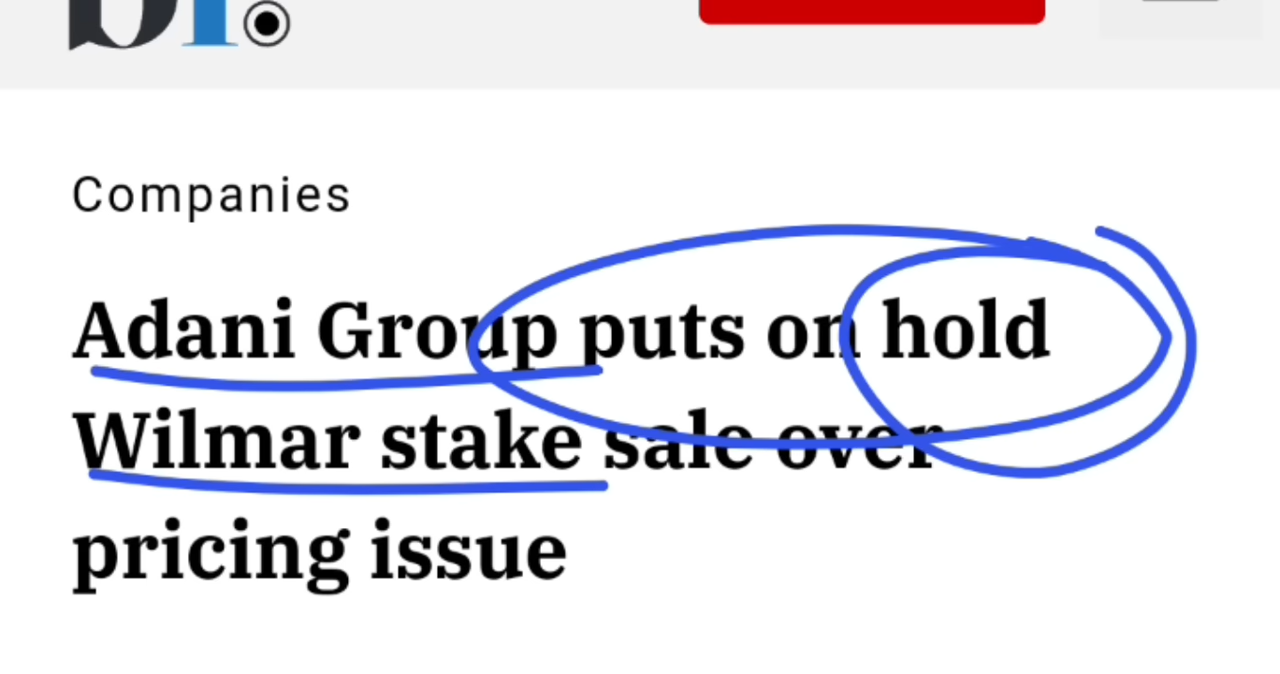 Companies
Adani Group puts on hold
Wilmar stake sale over
pricing issue